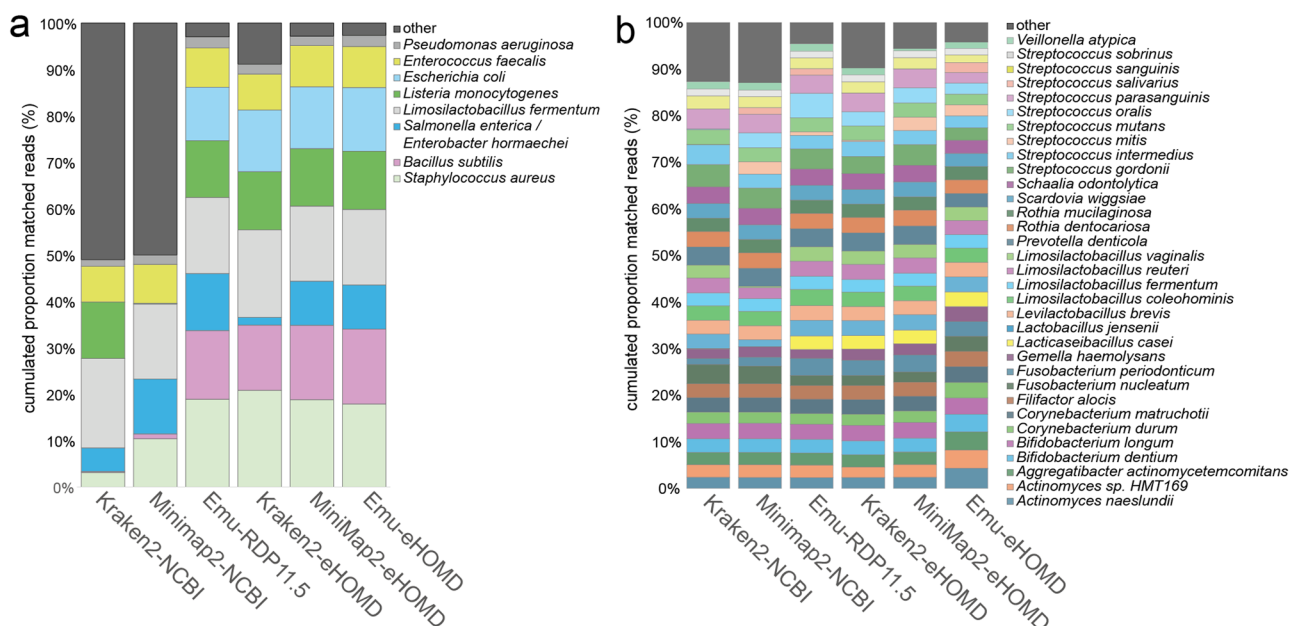 a
cumulated proportion matched reads (%)
100%
90%
80%
70%
60%
50%
40%
30%
20%
10%
0%
Kraken2-NCBI
Minimap2-NCBI
Emu-RDP11.5
Kraken2-eHOMD
MiniMap2-eHOMD
Emu-eHOMD
other
Pseudomonas aeruginosa
Enterococcus faecalis
Escherichia coli
Listeria monocytogenes
Limosilactobacillus fermentum
Salmonella enterica /
Enterobacter hormaechei
Bacillus subtilis
Staphylococcus aureus
b
cumulated proportion matched reads (%)
100%
90%
80%
70%
60%
50%
40%
30%
20%
10%
0%
Kraken2-NCBI
Minimap2-NCBI
Emu-RDP11.5
Kraken2-eHOMD
MiniMap2-eHOMD
Emu-eHOMD
other
Veillonella atypica
Streptococcus sobrinus
Streptococcus sanguinis
Streptococcus salivarius
Streptococcus parasanguinis
Streptococcus oralis
Streptococcus mutans
Streptococcus mitis
Streptococcus intermedius
Streptococcus gordonii
Schaalia odontolytica
Scardovia wiggsiae
Rothia mucilaginosa
Rothia dentocariosa
Prevotella denticola
Limosilactobacillus vaginalis
Limosilactobacillus reuteri
Limosilactobacillus fermentum
Limosilactobacillus coleohominis
Levilactobacillus brevis
Lactobacillus jensenii
Lacticaseibacillus casei
Gemella haemolysans
Fusobacterium periodonticum
Fusobacterium nucleatum
Filifactor alocis
Corynebacterium matruchotii
Corynebacterium durum
Bifidobacterium longum
Bifidobacterium dentium
Aggregatibacter actinomycetemcomitans
Actinomyces sp. HMT169
Actinomyces naeslundii